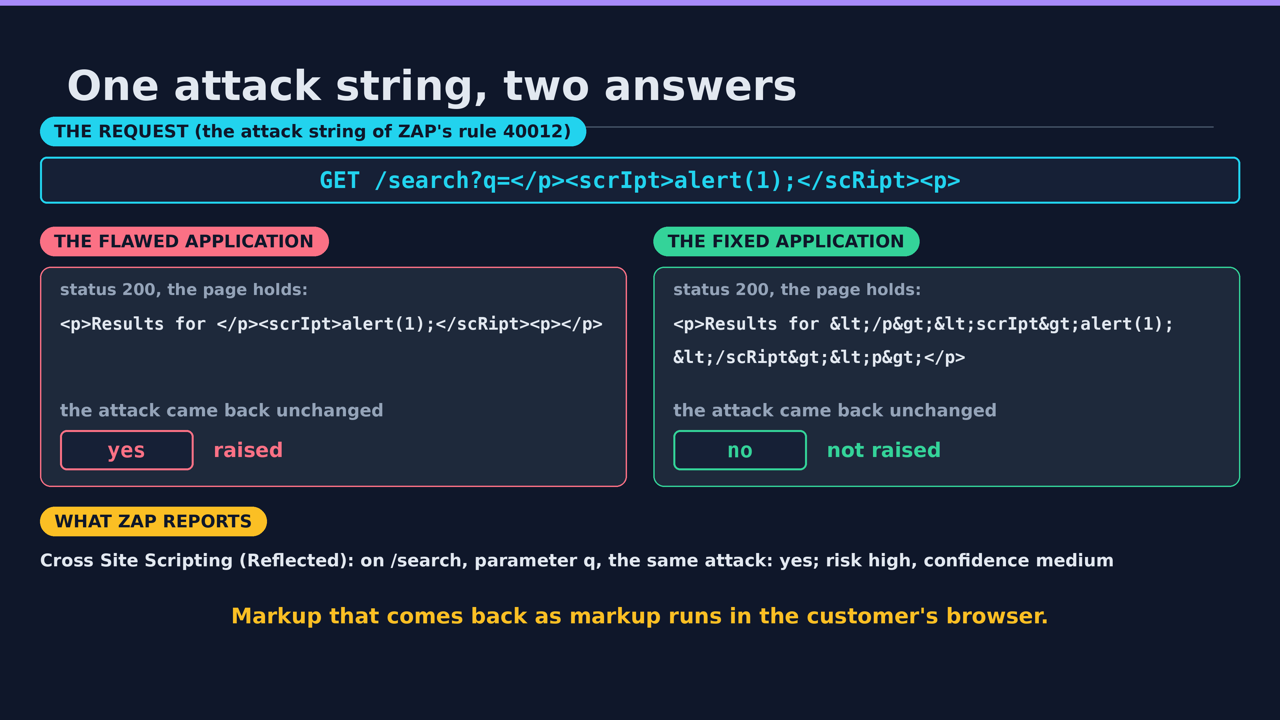 One attack string, two answers
THE REQUEST (the attack string of ZAP's rule 40012)
GET /search?q=</p><scrIpt>alert(1);</scRipt><p>
THE FLAWED APPLICATION
status 200, the page holds:
<p>Results for </p><scrIpt>alert(1);</scRipt><p></p>
the attack came back unchanged
yes
raised
THE FIXED APPLICATION
status 200, the page holds:
<p>Results for &lt;/p&gt;&lt;scrIpt&gt;alert(1);
&lt;/scRipt&gt;&lt;p&gt;</p>
the attack came back unchanged
no
not raised
WHAT ZAP REPORTS
Cross Site Scripting (Reflected): on /search, parameter q, the same attack: yes; risk high, confidence medium
Markup that comes back as markup runs in the customer's browser.